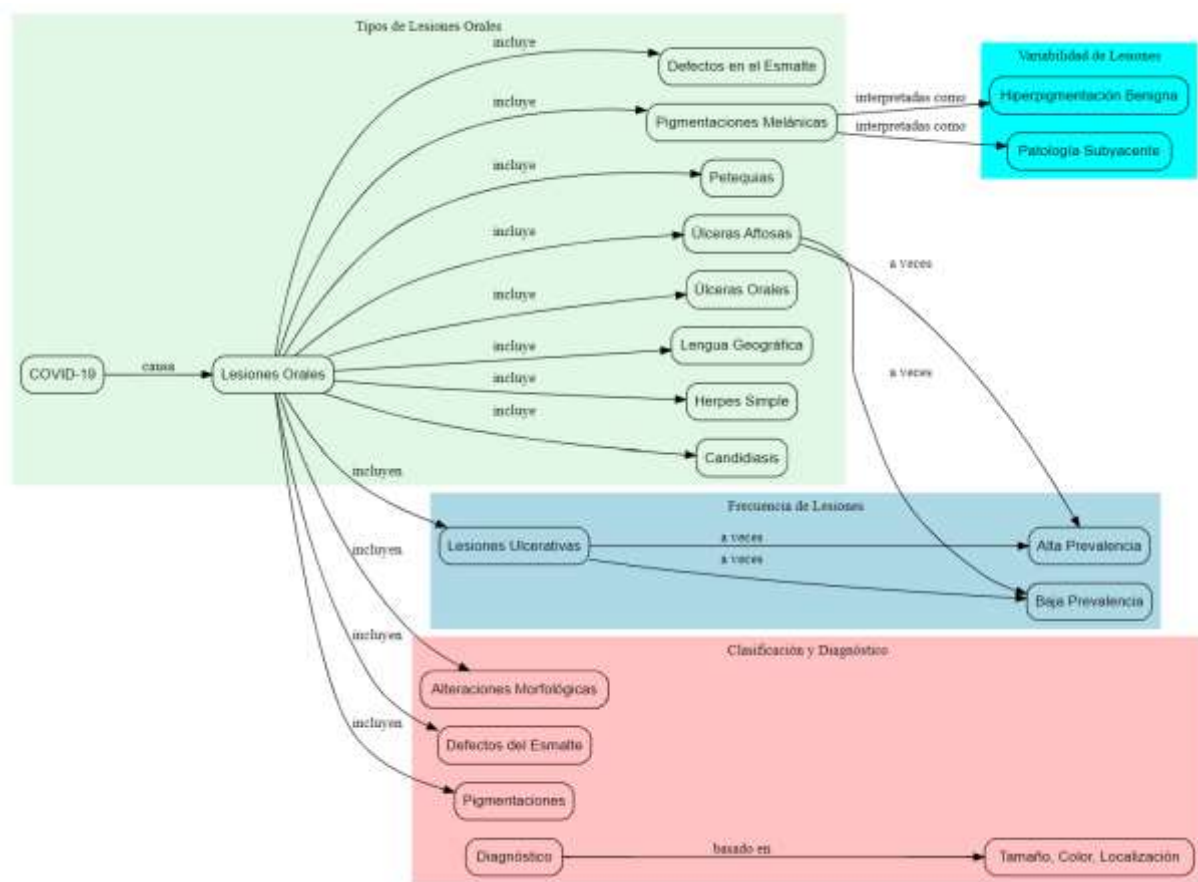 Tipos de Lesiones Orales
incluye
Defectos en el Esmalte
Variabilidad de Lesiones
incluye
Pigmentaciones Melánicas
interpretadas como
Hiperpigmentación Benigna
interpretadas como
Patología Subyacente
incluye
Petequias
incluye
Úlceras Aftosas
a veces
incluye
Úlceras Orales
incluye
Lengua Geográfica
COVID-19
causa
Lesiones Orales
a veces
incluye
Herpes Simple
incluye
Candidiasis
incluyen
Frecuencia de Lesiones
Lesiones Ulcerativas
a veces
Alta Prevalencia
a veces
Baja Prevalencia
incluyen
Clasificación y Diagnóstico
incluyen
Alteraciones Morfológicas
incluyen
Defectos del Esmalte
Pigmentaciones
Diagnóstico
basado en
Tamaño, Color, Localización